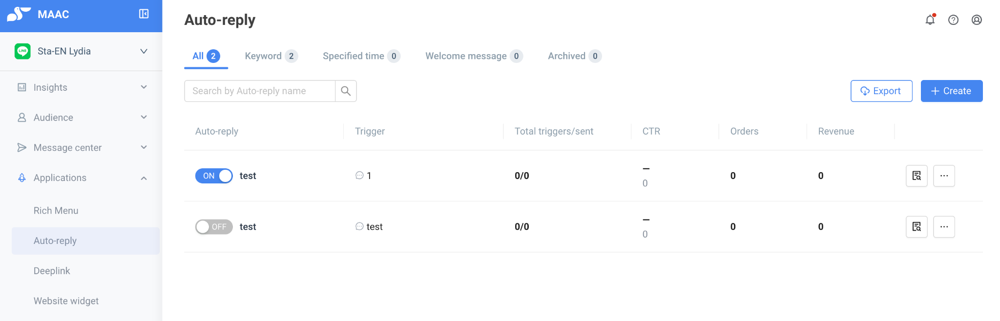 MAAC
Auto-reply
LINE
Sta-EN Lydia
All 2 Keyword 2 Specified time 0 Welcome message 0 Archived 0
Insights
Audience
Message center
Applications
Rich Menu
Auto-reply
Deeplink
Website widget
Search by Auto-reply name
Export
+ Create
Auto-reply Trigger Total triggers/sent CTR Orders Revenue
ON test 1 0/0 – 0 0
0
OFF test test 0/0 – 0 0
0